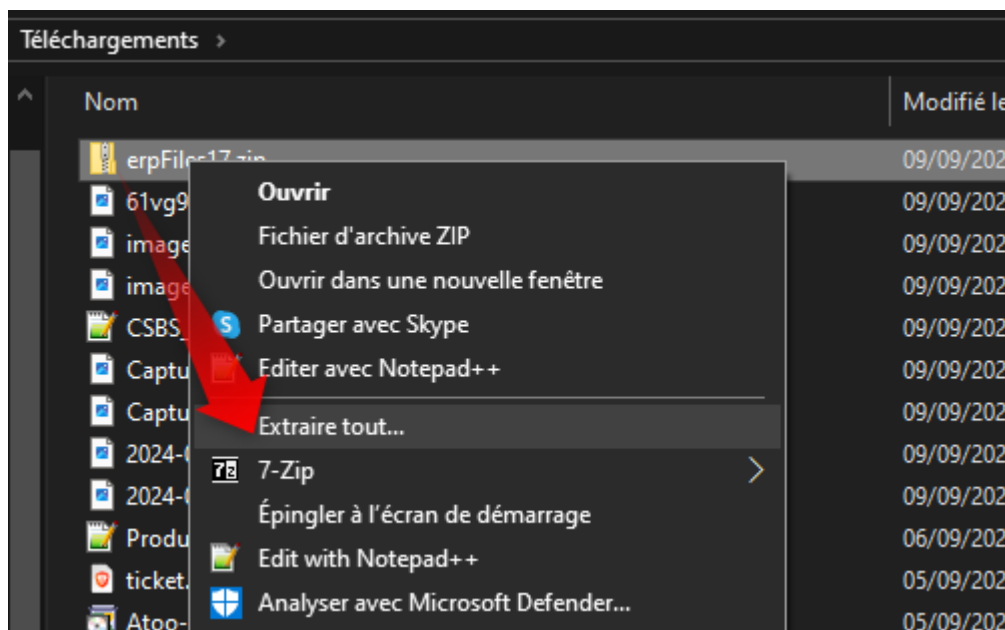 Téléchargements >
Nom
Modifié le
erpFiles17.zip
09/09/202
Ouvrir
61vg9
09/09/202
Fichier d'archive ZIP
image
09/09/202
Ouvrir dans une nouvelle fenêtre
image
09/09/202
Partager avec Skype
CSBS_
09/09/202
Editer avec Notepad++
Captu
09/09/202
Extraire tout...
Captu
09/09/202
7-Zip
2024-0
09/09/202
Épingler à l'écran de démarrage
2024-0
09/09/202
Edit with Notepad++
Produ
06/09/202
Analyser avec Microsoft Defender...
ticket.
05/09/202
Atoo-
05/09/202